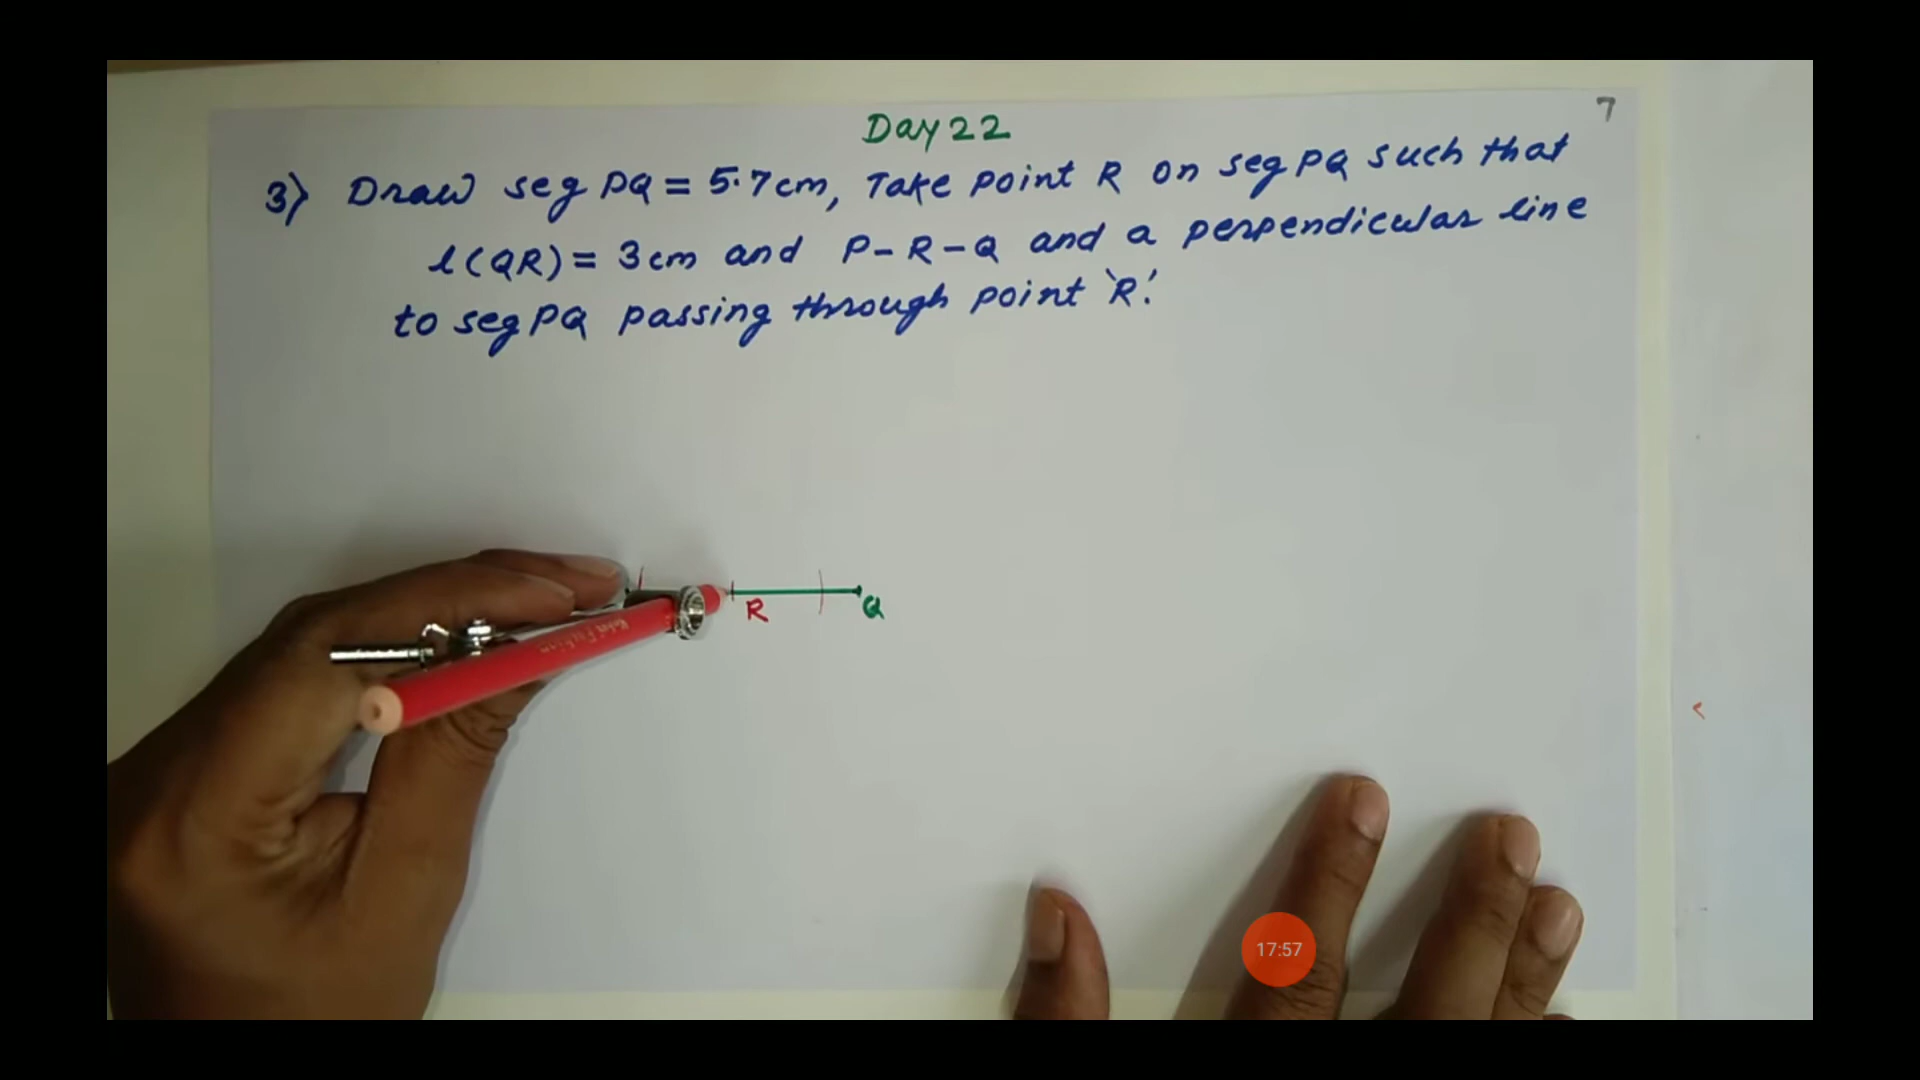 Day 22
7
3) Draw seg PQ = 5.7cm, Take point R on seg PQ such that
l(QR) = 3cm and P-R-Q and a perpendicular line
to seg PQ passing through point 'R'.
R
Q
17:57